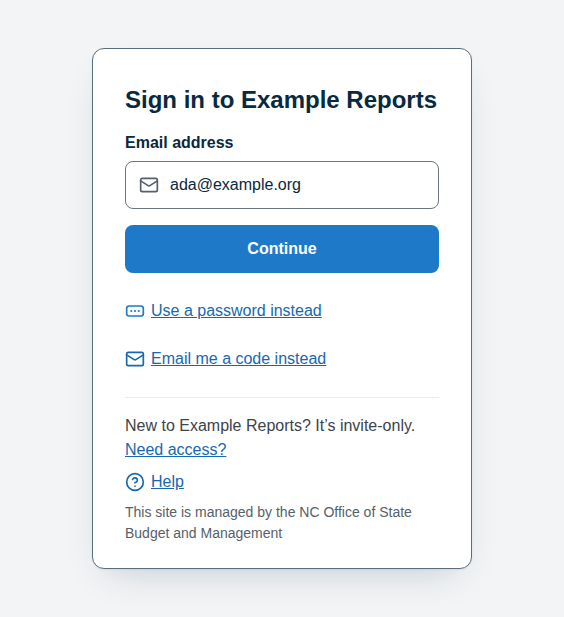 Sign in to Example Reports
Email address
ada@example.org
Continue
Use a password instead
Email me a code instead
New to Example Reports? It’s invite-only.
Need access?
Help
This site is managed by the NC Office of State
Budget and Management